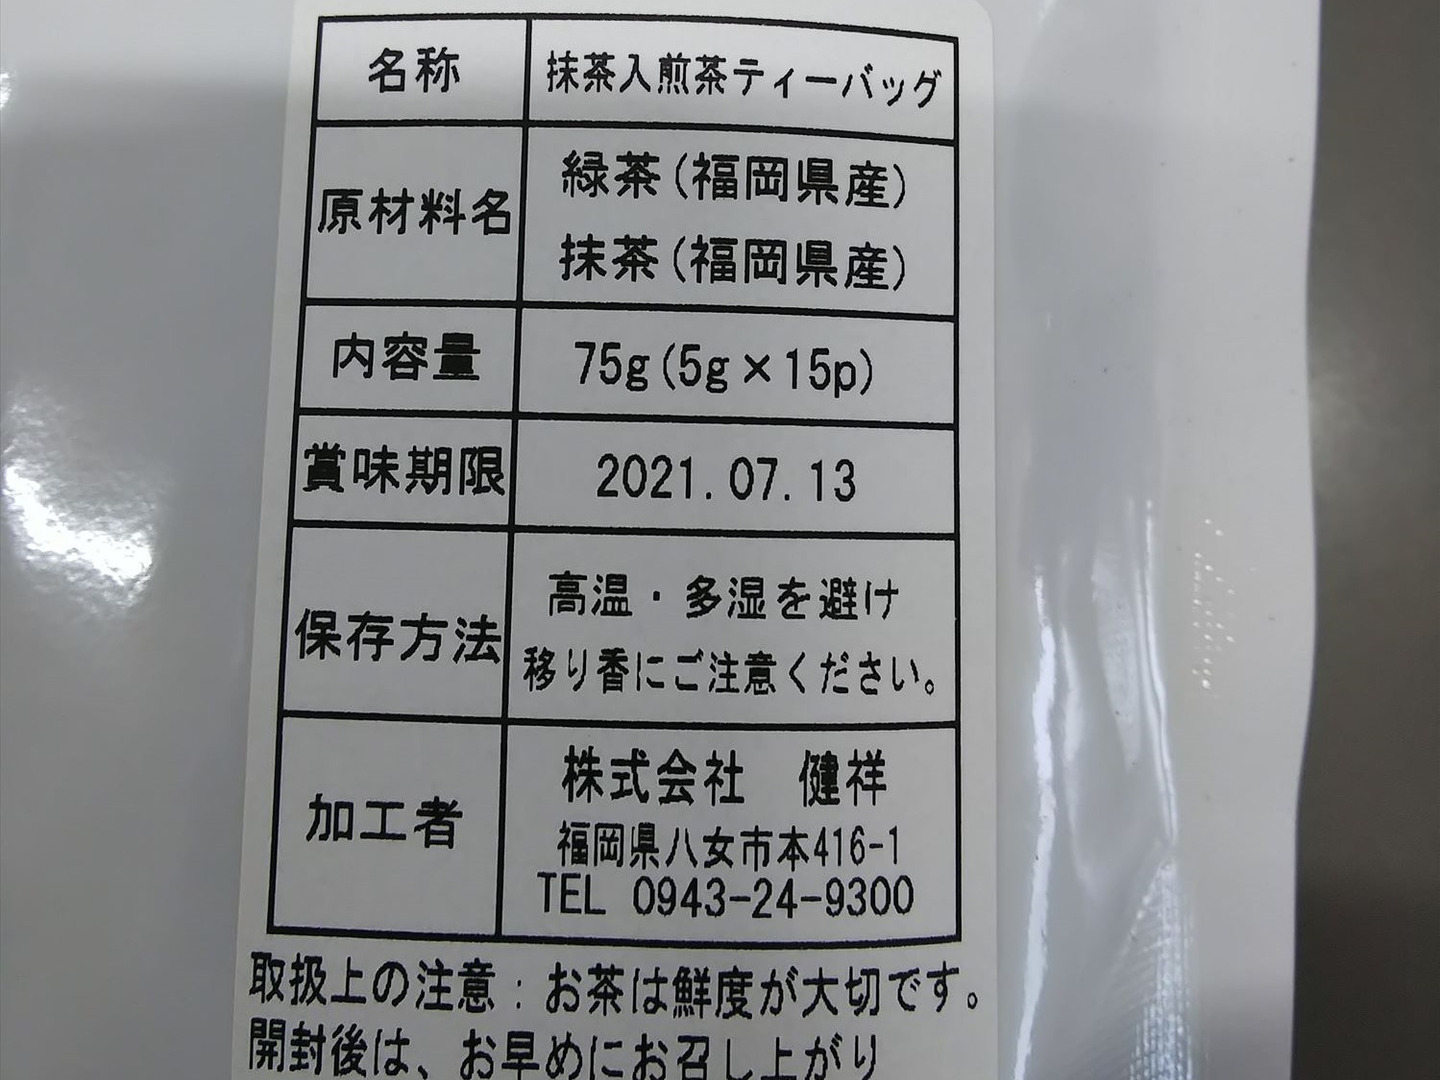 名称 抹茶入煎茶ティーバッグ
原材料名 緑茶(福岡県産)
抹茶(福岡県産)
内容量 75g(5g×15p)
賞味期限 2021.07.13
保存方法 高温・多湿を避け
移り香にご注意ください。
加工者 株式会社 健祥
福岡県八女市本416-1
TEL 0943-24-9300
取扱上の注意：お茶は鮮度が大切です。
開封後は、お早めにお召し上がり